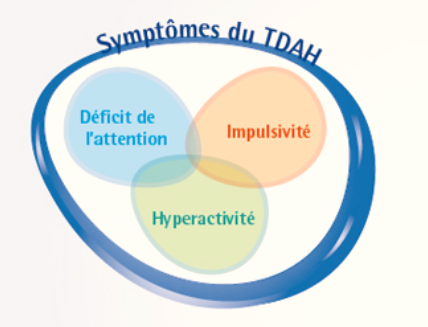 Symptômes du TDAH
Déficit de
l'attention
Impulsivité
Hyperactivité